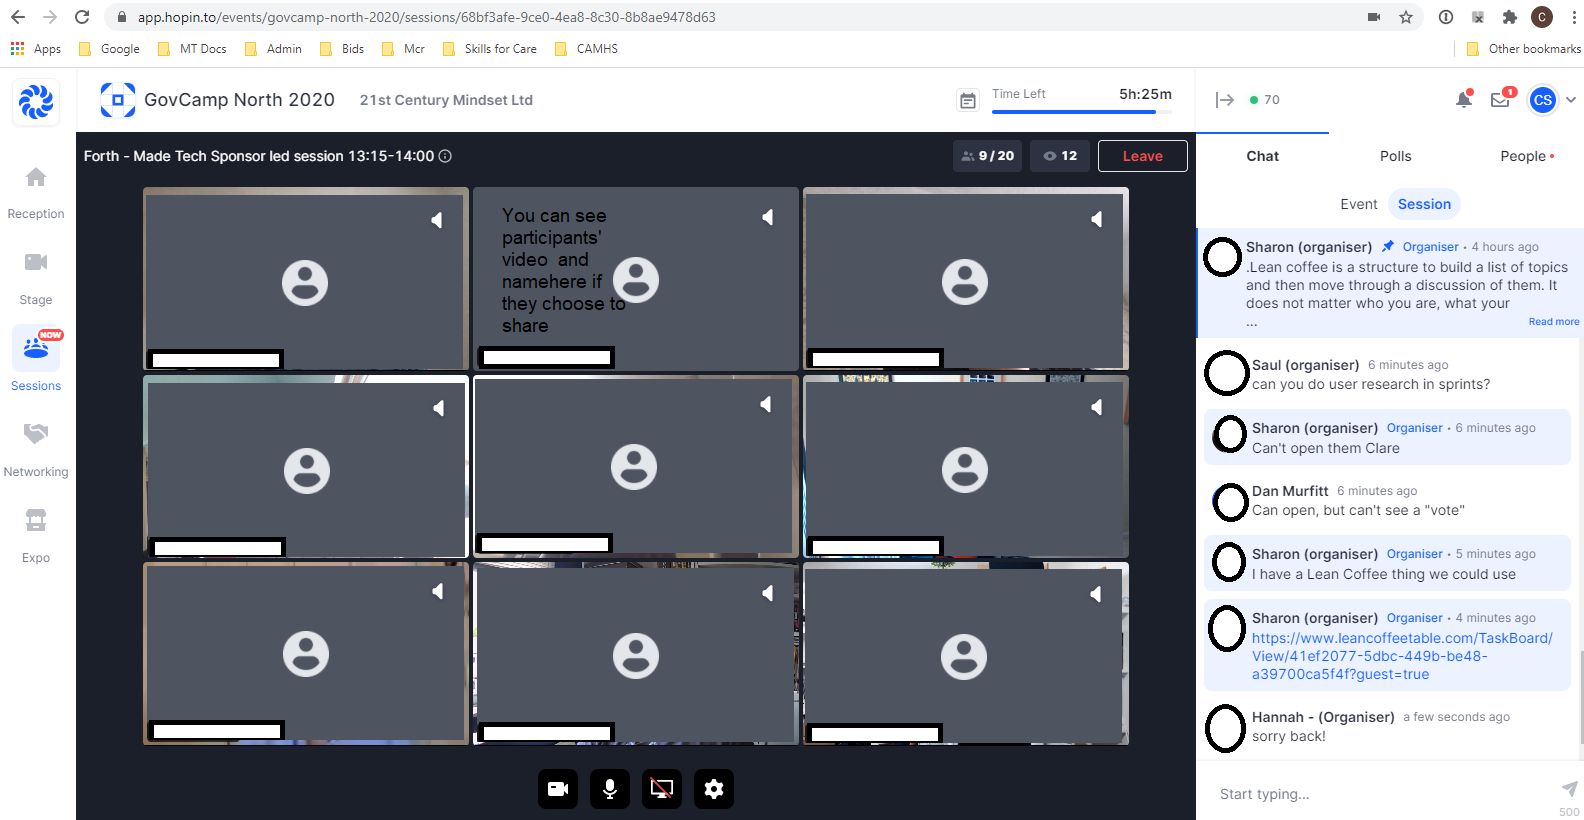 app.hopin.to/events/govcamp-north-2020/sessions/68bf3afe-9ce0-4ea8-8c30-8b8ae9478d63
C
Apps
Google
MT Docs
Admin
Bids
Mcr
Skills for Care
CAMHS
Other bookmarks
GovCamp North 2020
21st Century Mindset Ltd
Time Left
5h:25m
70
1
CS
Forth - Made Tech Sponsor led session 13:15-14:00
9 / 20
12
Leave
Reception
Stage
NOW
Sessions
Networking
Expo
You can see
participants'
video  and
namehere if
they choose to
share
Chat
Polls
People
Event
Session
Sharon (organiser) Organiser • 4 hours ago
.Lean coffee is a structure to build a list of topics
and then move through a discussion of them. It
does not matter who you are, what your
...
Read more
Saul (organiser) 6 minutes ago
can you do user research in sprints?
Sharon (organiser) Organiser • 6 minutes ago
Can't open them Clare
Dan Murfitt 6 minutes ago
Can open, but can't see a "vote"
Sharon (organiser) Organiser • 5 minutes ago
I have a Lean Coffee thing we could use
Sharon (organiser) Organiser • 4 minutes ago
https://www.leancoffeetable.com/TaskBoard/
View/41ef2077-5dbc-449b-be48-
a39700ca5f4f?guest=true
Hannah - (Organiser) a few seconds ago
sorry back!
Start typing...
500